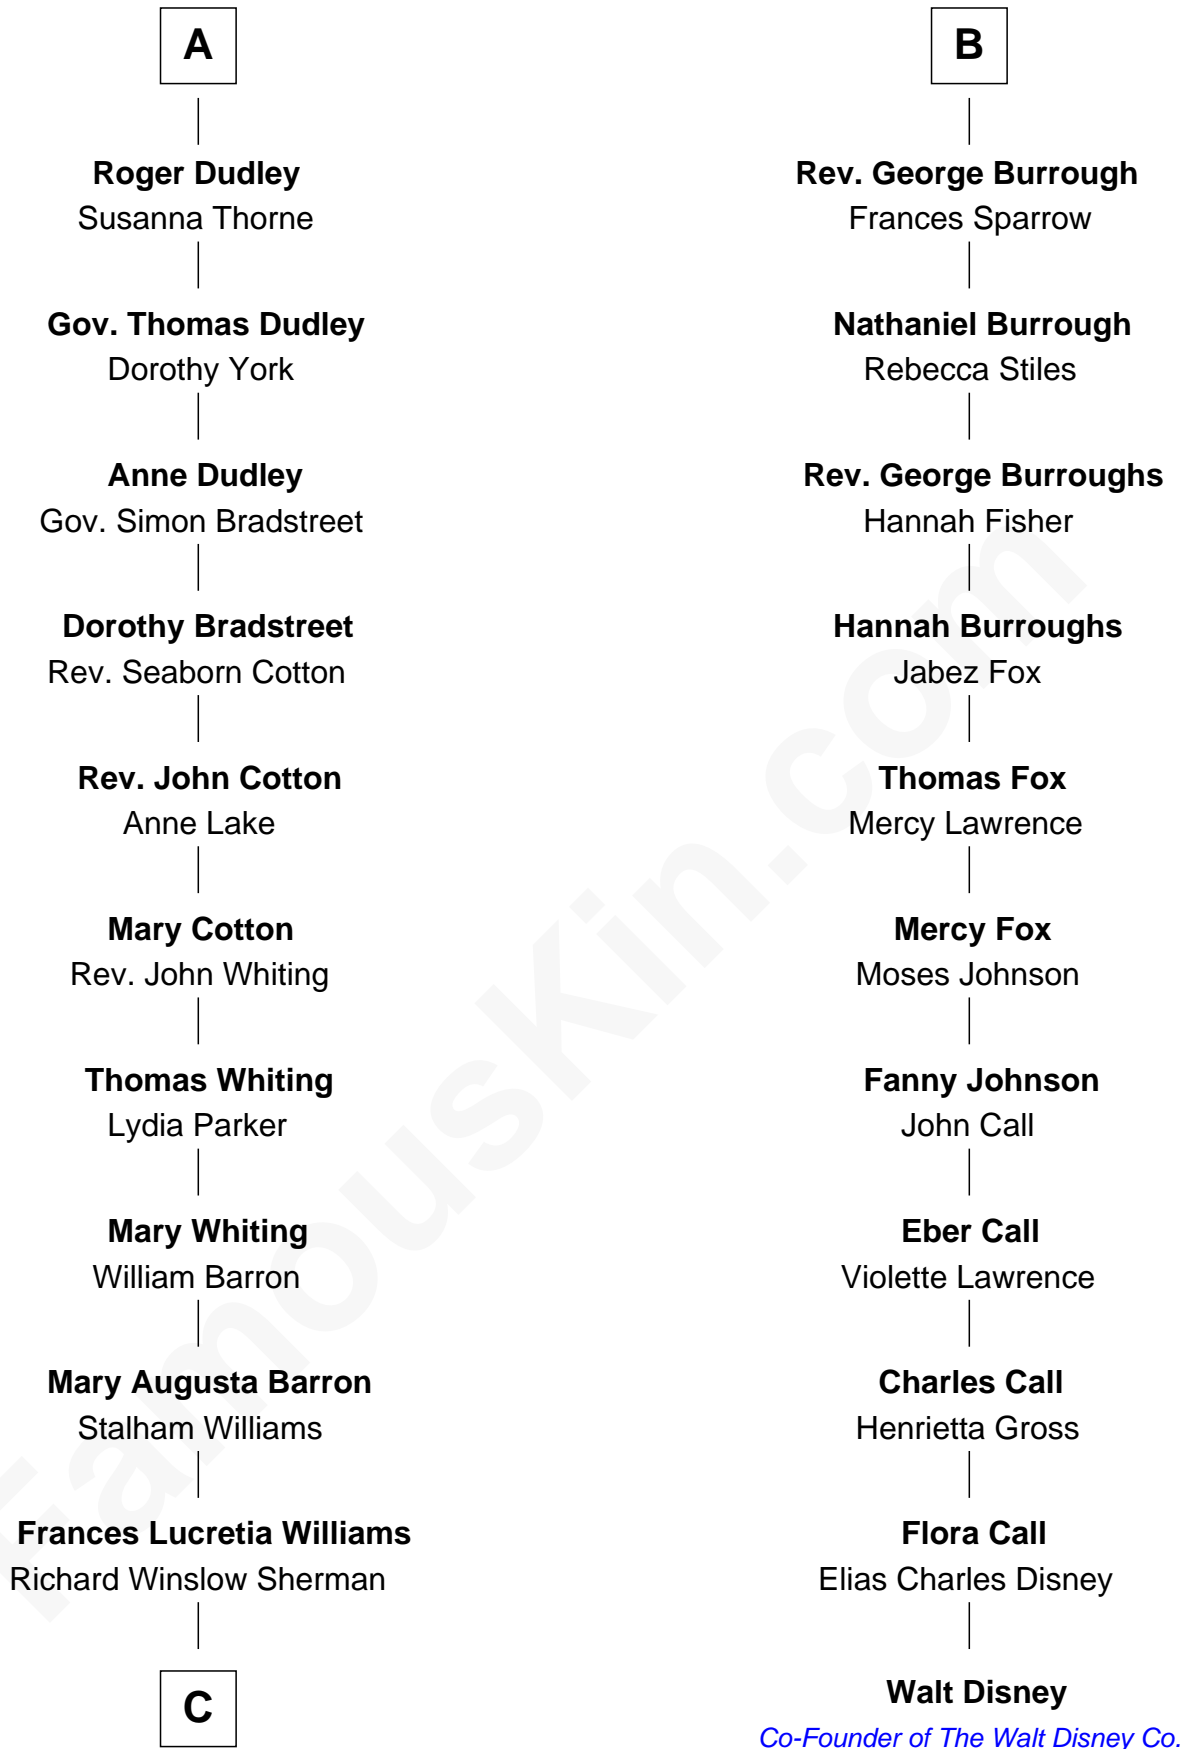 A
Roger Dudley
Susanna Thorne
Gov. Thomas Dudley
Dorothy York
Anne Dudley
Gov. Simon Bradstreet
Dorothy Bradstreet
Rev. Seaborn Cotton
Rev. John Cotton
Anne Lake
Mary Cotton
Rev. John Whiting
Thomas Whiting
Lydia Parker
Mary Whiting
William Barron
Mary Augusta Barron
Stalham Williams
Frances Lucretia Williams
Richard Winslow Sherman
C
B
Rev. George Burrough
Frances Sparrow
Nathaniel Burrough
Rebecca Stiles
Rev. George Burroughs
Hannah Fisher
Hannah Burroughs
Jabez Fox
Thomas Fox
Mercy Lawrence
Mercy Fox
Moses Johnson
Fanny Johnson
John Call
Eber Call
Violette Lawrence
Charles Call
Henrietta Gross
Flora Call
Elias Charles Disney
Walt Disney
Co-Founder of The Walt Disney Co.
FamousKin.com